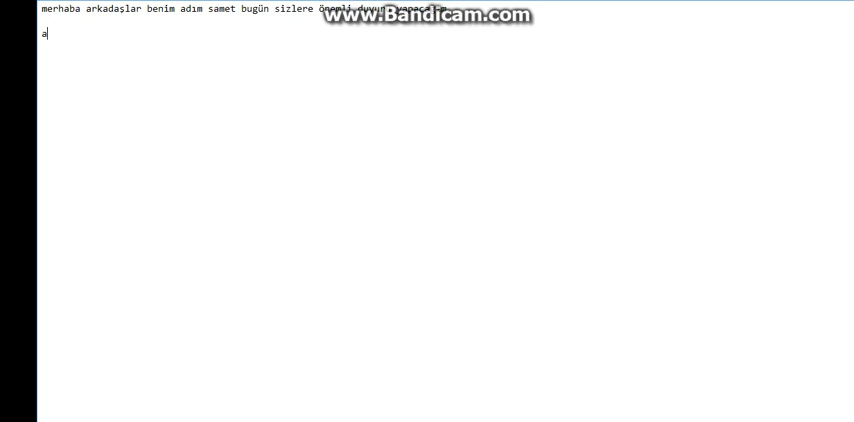 merhaba arkadaşlar benim adım samet bugün sizlere önemli
www.Bandicam.com
a